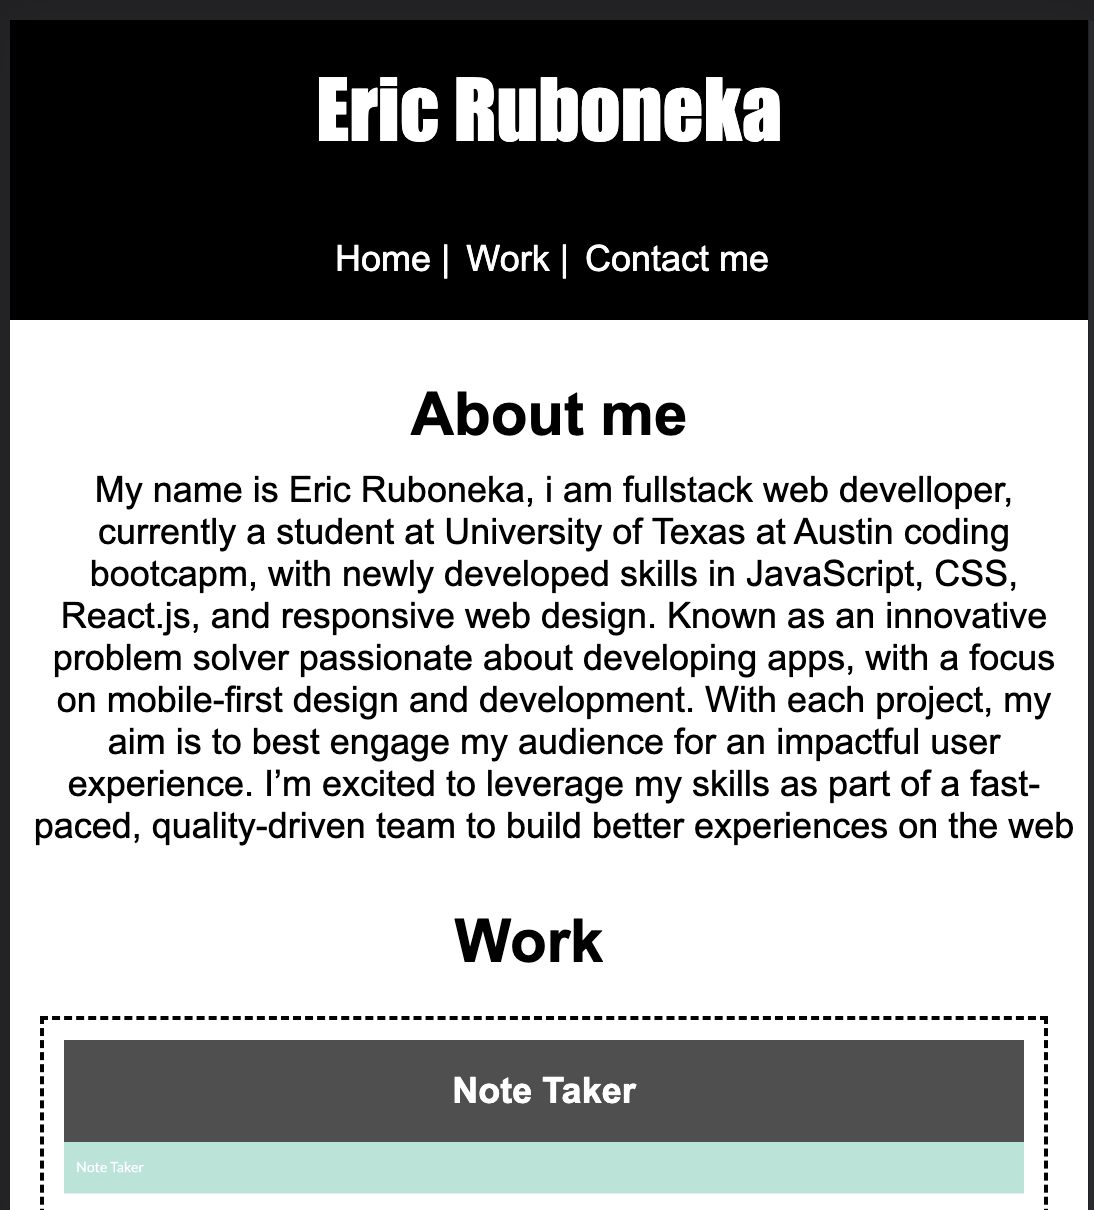 Eric Ruboneka
Home | Work | Contact me
About me
My name is Eric Ruboneka, i am fullstack web develloper,
currently a student at University of Texas at Austin coding
bootcapm, with newly developed skills in JavaScript, CSS,
React.js, and responsive web design. Known as an innovative
problem solver passionate about developing apps, with a focus
on mobile-first design and development. With each project, my
aim is to best engage my audience for an impactful user
experience. I’m excited to leverage my skills as part of a fast-
paced, quality-driven team to build better experiences on the web
Work
Note Taker
Note Taker